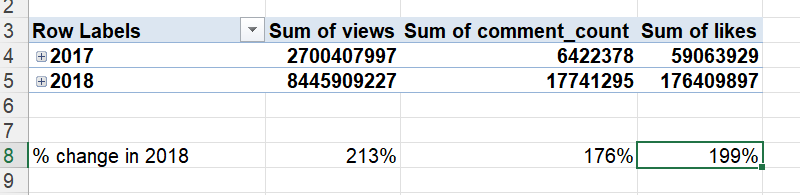 2
3 Row Labels Sum of views Sum of comment_count Sum of likes
4 2017 2700407997 6422378 59063929
5 2018 8445909227 17741295 176409897
6
7
8 % change in 2018 213% 176% 199%
9